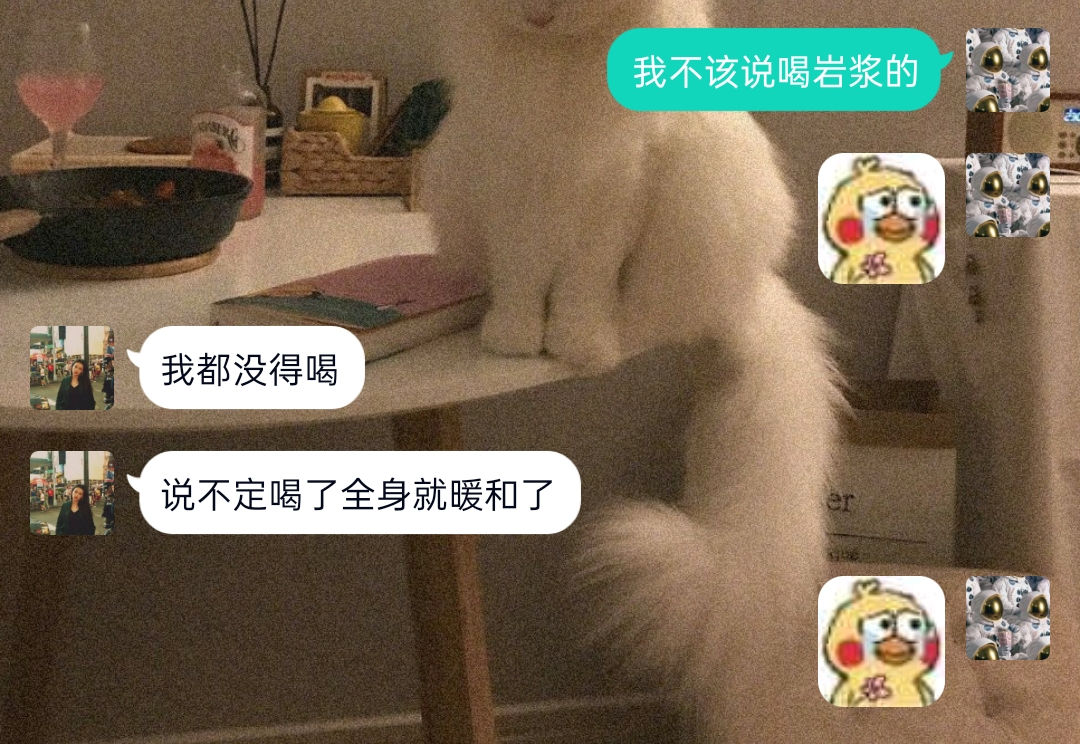 我不该说喝岩浆的
我都没得喝
说不定喝了全身就暖和了
er